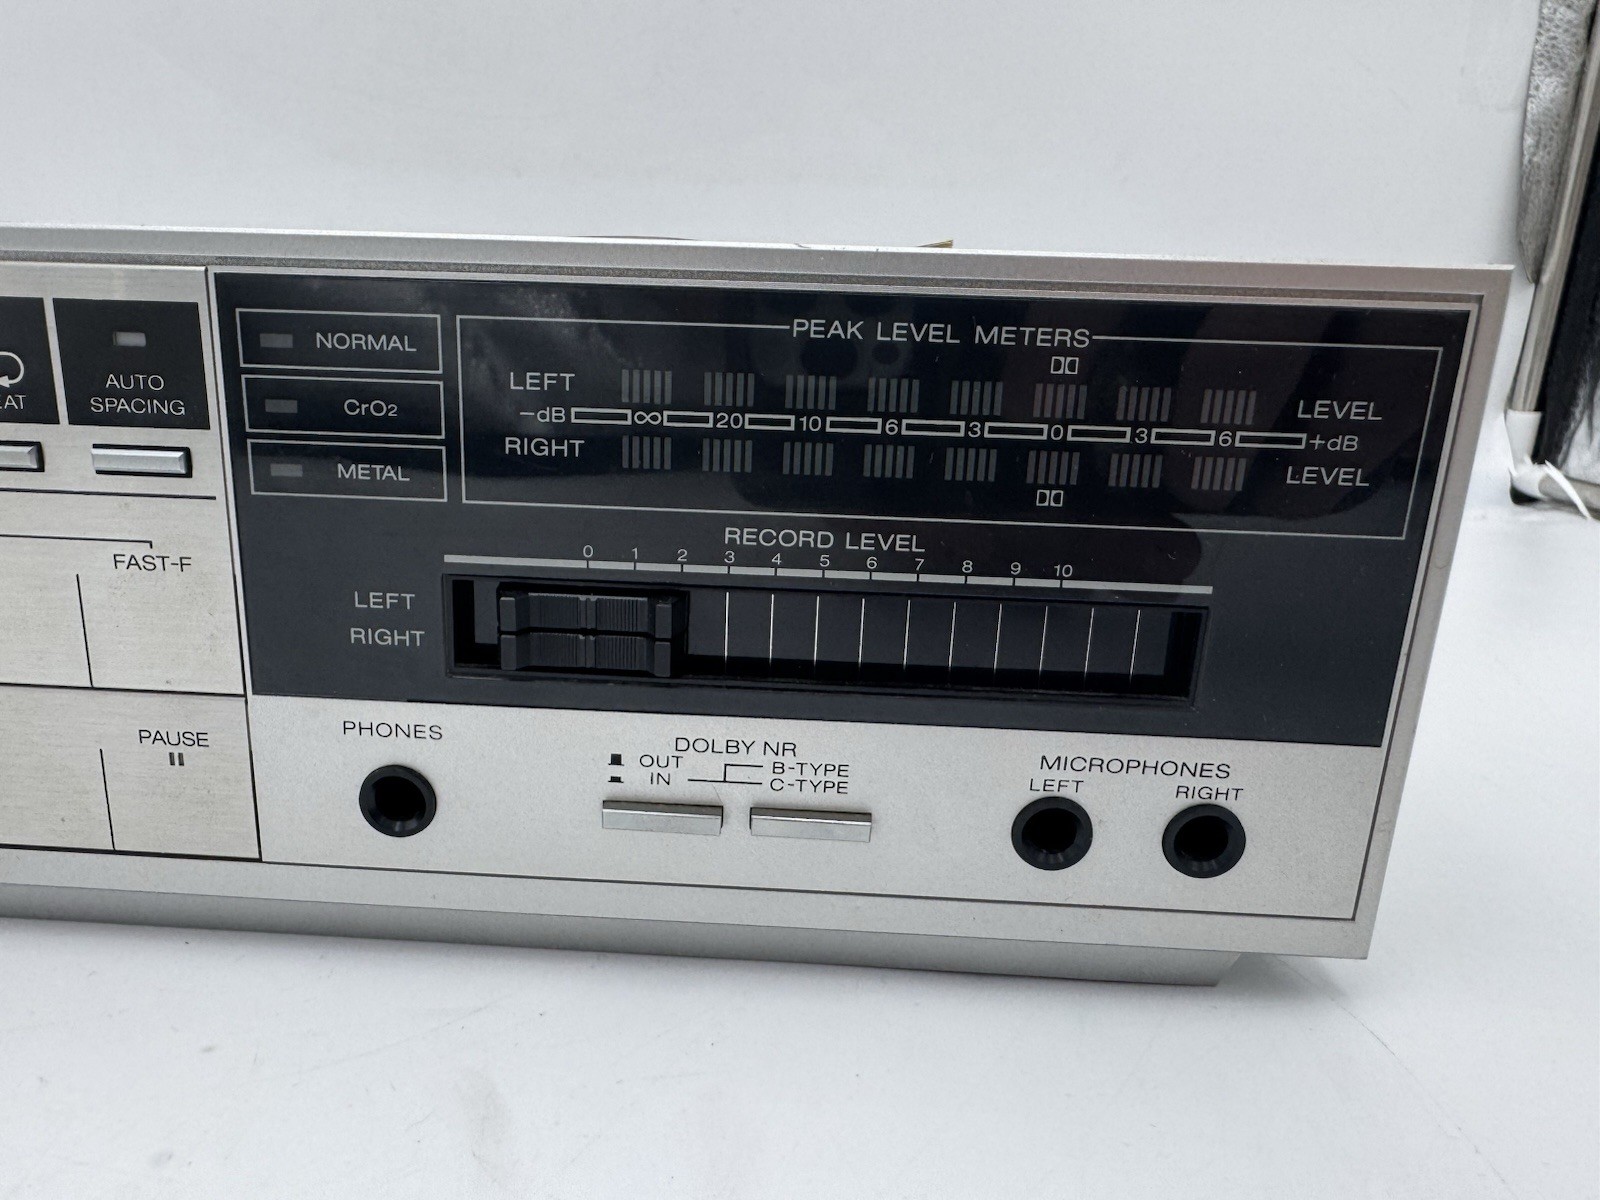 EAT
AUTO
SPACING
FAST-F
PAUSE
NORMAL
CrO2
METAL
PEAK LEVEL METERS
LEFT LEVEL
-dB ∞ 20 10 6 3 0 3 6 +dB
RIGHT LEVEL
RECORD LEVEL
0 1 2 3 4 5 6 7 8 9 10
LEFT
RIGHT
PHONES
DOLBY NR
OUT B-TYPE
IN C-TYPE
MICROPHONES
LEFT RIGHT